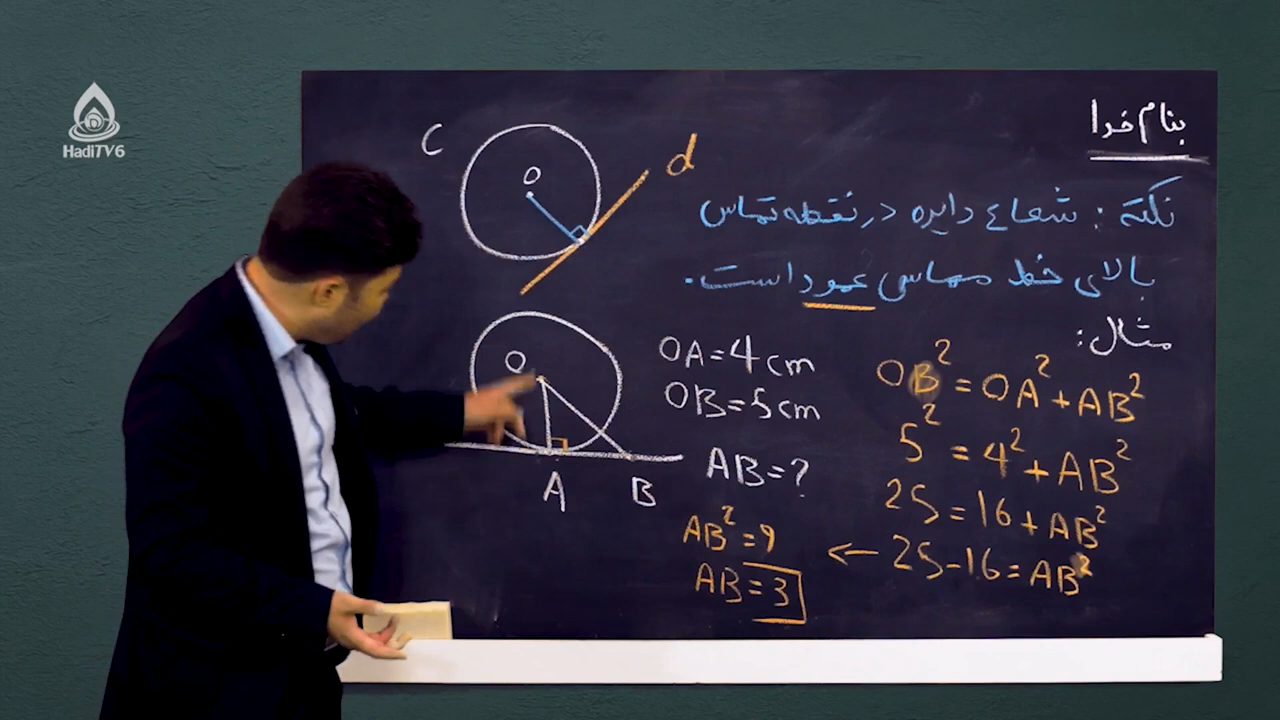 HadiTV6
بنام خدا
نکته : شعاع دایره در نقطه تماس
بالای خط مماس عمود است.
مثال:
C
O
d
O
A
B
OA=4cm
OB=5cm
AB=?
OB²=OA²+AB²
5²=4²+AB²
25=16+AB²
← 25-16=AB²
AB²=9
AB=3